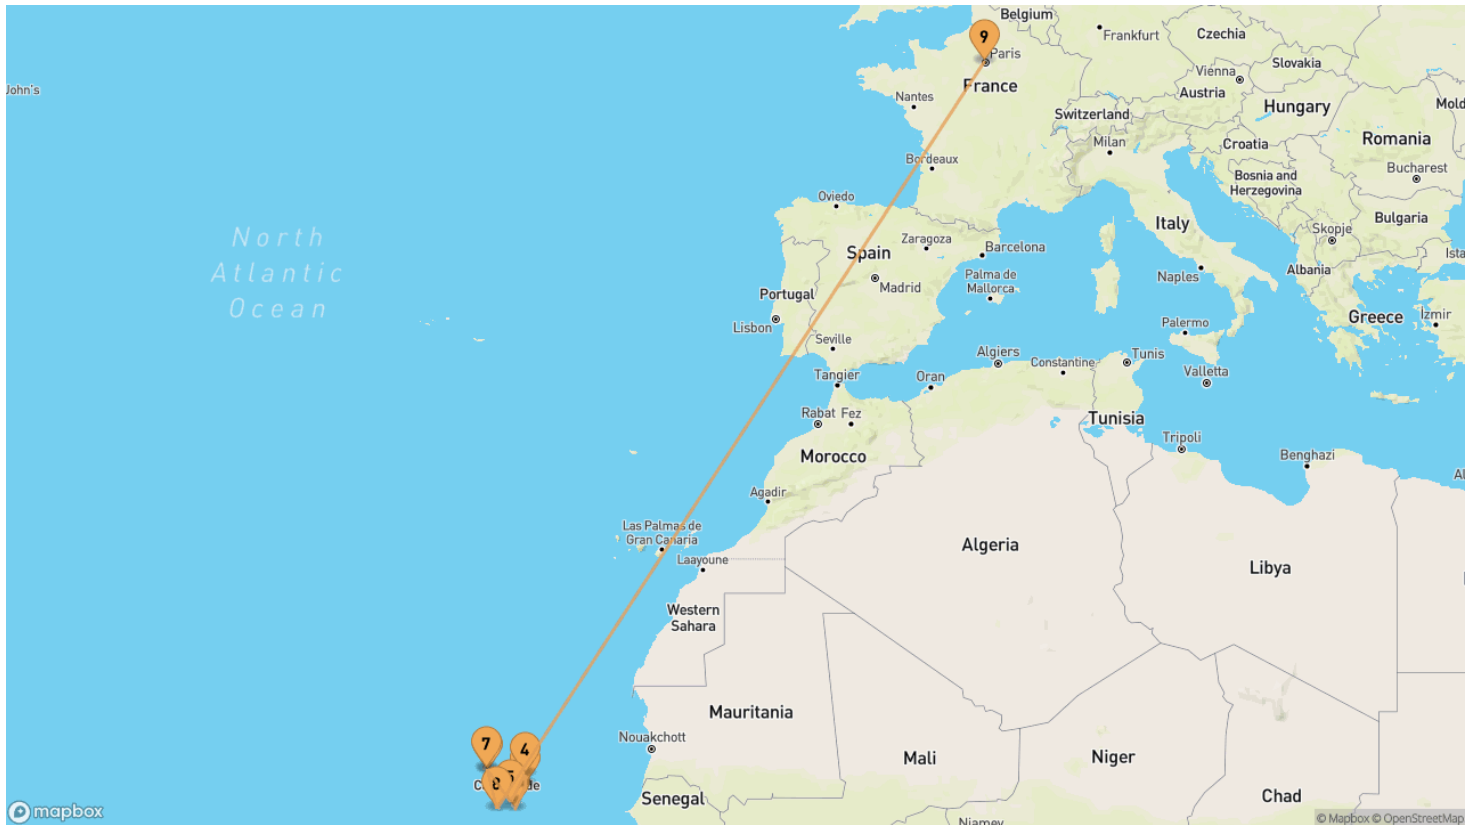 Belgium
9
Paris
Frankfurt
Czechia
Slovakia
Vienna
Austria
John's
France
Nantes
Switzerland
Hungary
Mold
Milan
Croatia
Romania
Bordeaux
Bucharest
Bosnia and
Herzegovina
Oviedo
Bulgaria
Italy
Skopje
North
Atlantic
Ocean
Zaragoza
Barcelona
Spain
Ista
Albania
Naples
Palma de
Mallorca
Madrid
Portugal
Lisbon
Greece
Izmir
Palermo
Seville
Algiers
Constantine
Tunis
Valletta
Tangier
Oran
Rabat
Fez
Tunisia
Tripoli
Morocco
Benghazi
Al
Agadir
Las Palmas de
Gran Canaria
Laayoune
Algeria
Libya
Western
Sahara
Mauritania
Nouakchott
7
4
5
8
Mali
Niger
Senegal
Chad
Niamey
mapbox
© Mapbox © OpenStreetMap